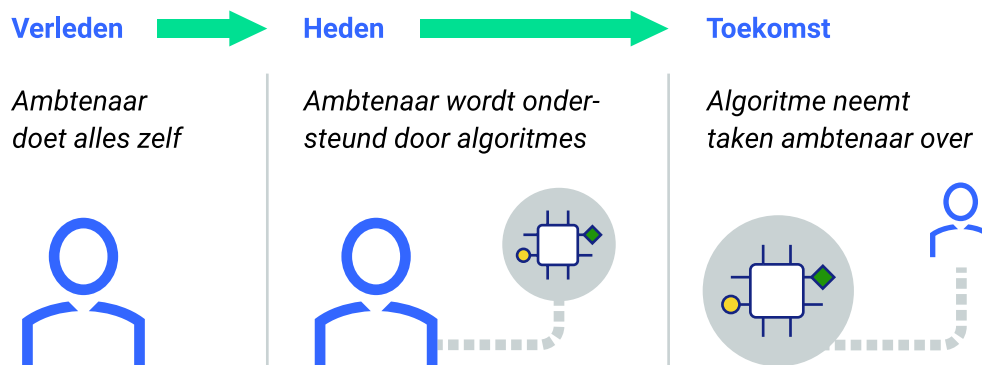 Verleden
Heden
Toekomst
Ambtenaar
doet alles zelf
Ambtenaar wordt onder-
steund door algoritmes
Algoritme neemt
taken ambtenaar over